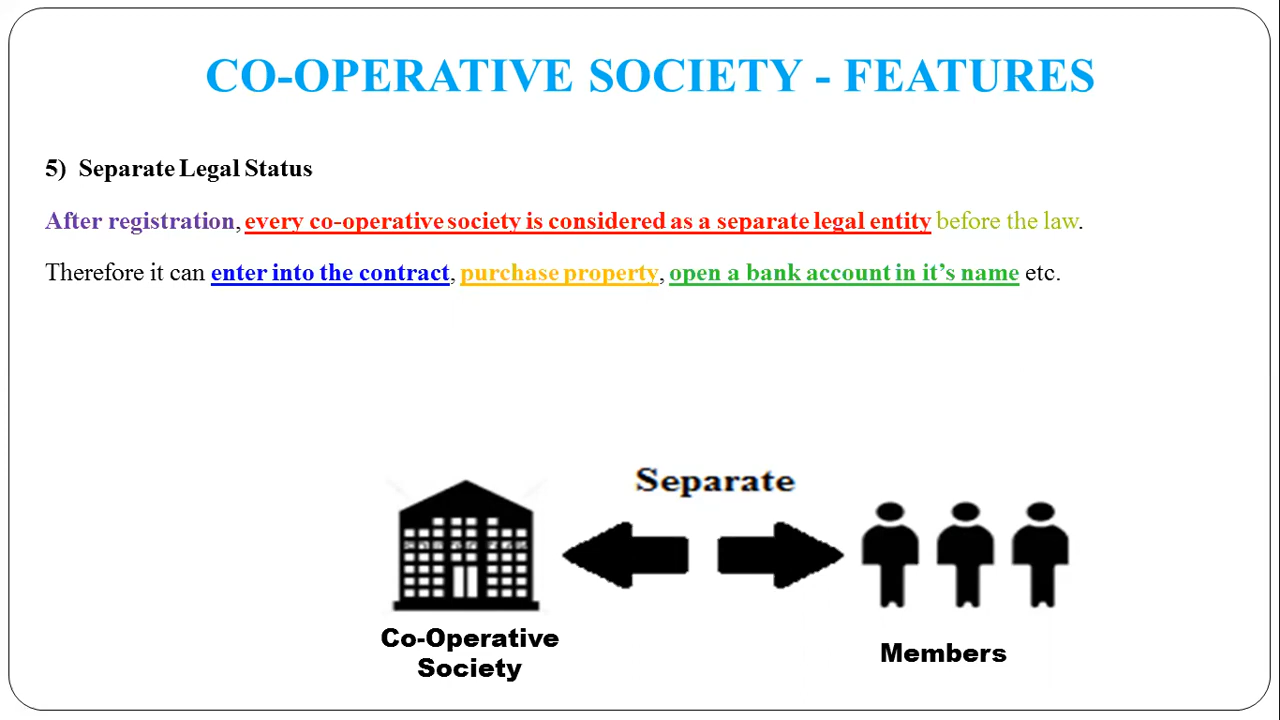 CO-OPERATIVE SOCIETY - FEATURES
5) Separate Legal Status
After registration, every co-operative society is considered as a separate legal entity before the law.
Therefore it can enter into the contract, purchase property, open a bank account in it’s name etc.
Separate
Co-Operative
Society
Members